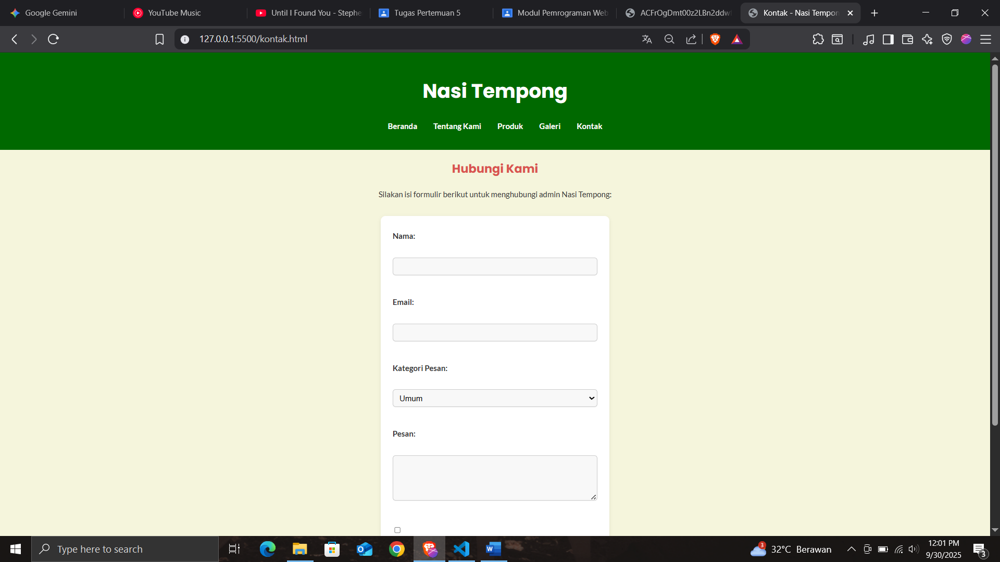 Google Gemini
YouTube Music
Until I Found You - Stephe
Tugas Pertemuan 5
Modul Pemrograman Web
ACFrOgDmt00z2LBn2ddw
Kontak - Nasi Tempon
127.0.0.1:5500/kontak.html
Nasi Tempong
Beranda Tentang Kami Produk Galeri Kontak
Hubungi Kami
Silakan isi formulir berikut untuk menghubungi admin Nasi Tempong:
Nama:
Email:
Kategori Pesan:
Umum
Pesan:
Type here to search
3
32°C Berawan
12:01 PM
9/30/2025
3